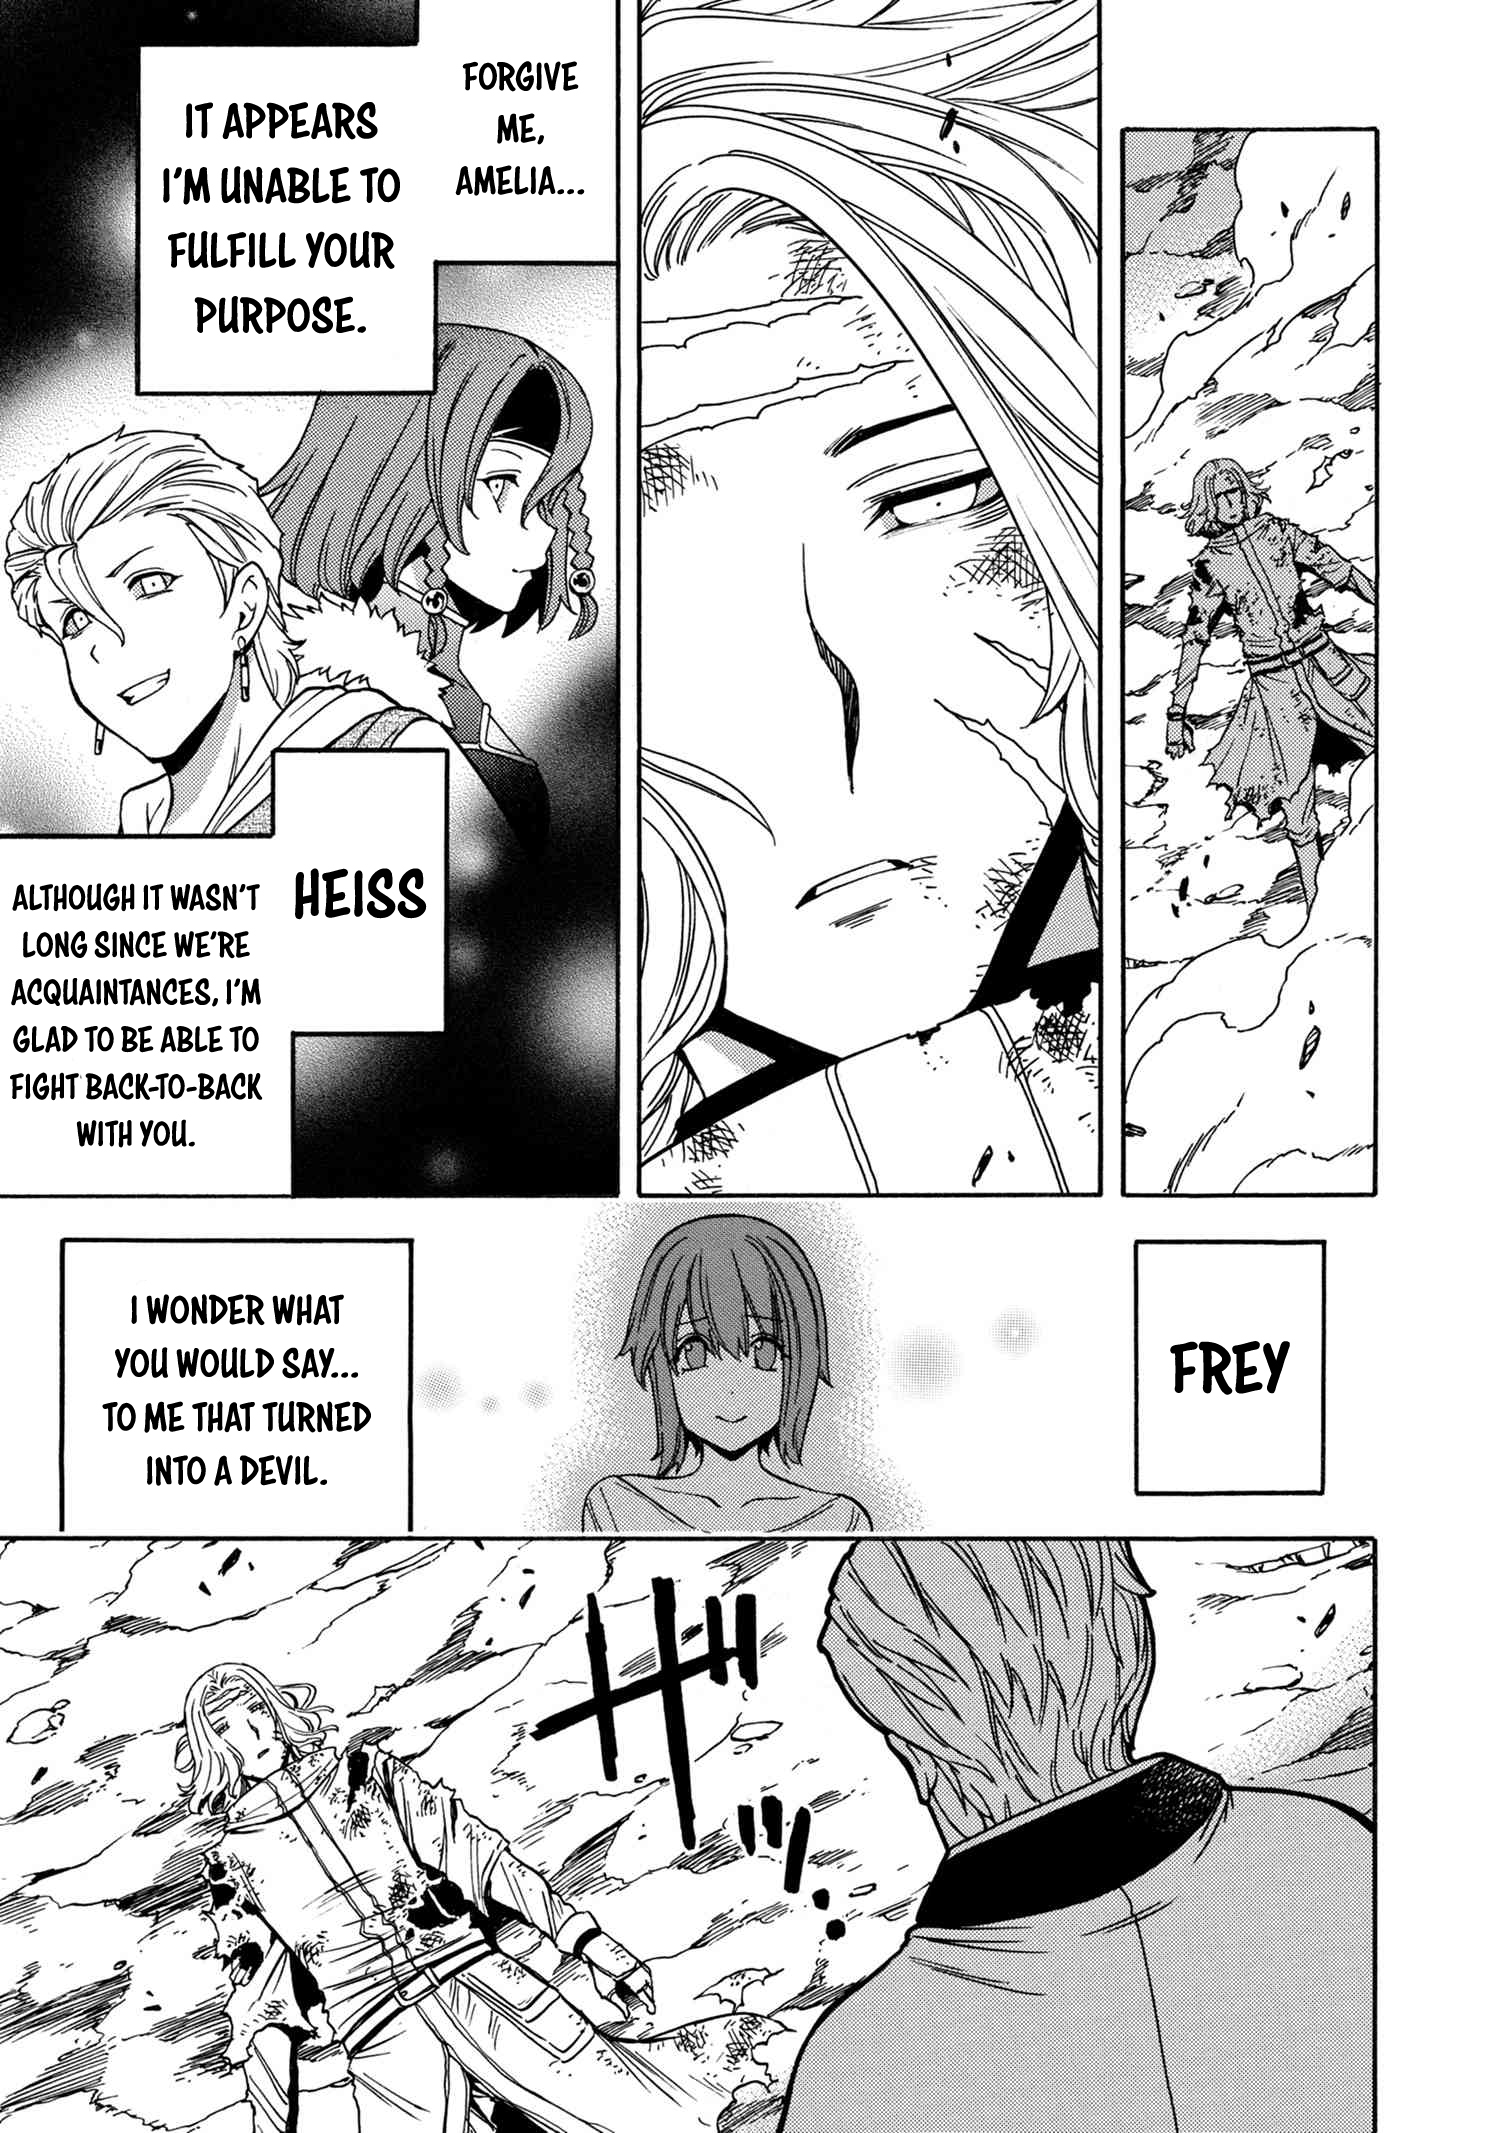 FORGIVE
ME,
AMELIA...
IT APPEARS
I'M UNABLE TO
FULFILL YOUR
PURPOSE.
HEISS
ALTHOUGH IT WASN'T
LONG SINCE WE'RE
ACQUAINTANCES, I'M
GLAD TO BE ABLE TO
FIGHT BACK-TO-BACK
WITH YOU.
FREY
I WONDER WHAT
YOU WOULD SAY...
TO ME THAT TURNED
INTO A DEVIL.
ザッ